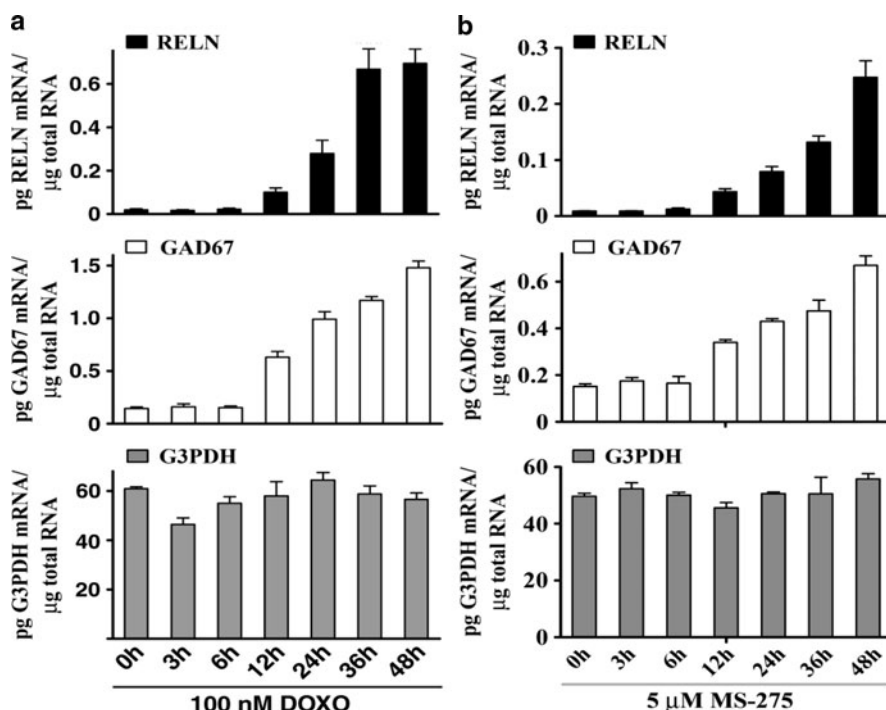 a
RELN
pg RELN mRNA/
μg total RNA
0.6
0.4
0.2
0
GAD67
pg GAD67 mRNA/
μg total RNA
1.5
1.0
0.5
0
G3PDH
pg G3PDH mRNA/
μg total RNA
60
40
20
0h 3h 6h 12h 24h 36h 48h
100 nM DOXO
b
RELN
pg RELN mRNA/
μg total RNA
0.3
0.2
0.1
0
GAD67
pg GAD67 mRNA/
μg total RNA
0.6
0.4
0.2
0
G3PDH
pg G3PDH mRNA/
μg total RNA
60
40
20
0
0h 3h 6h 12h 24h 36h 48h
5 μM MS-275